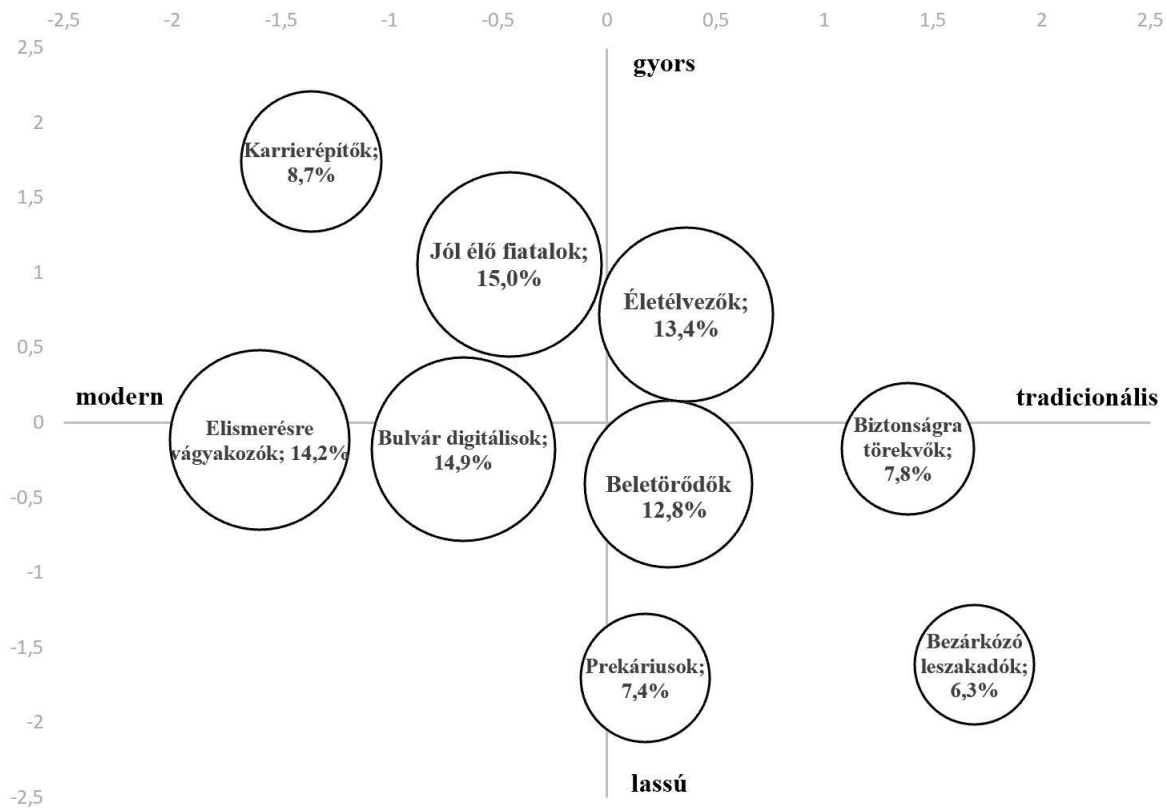 -2,5 -2 -1 -0,5 0 0,5 1 1,5 2 2,5
2,5
gyors
2
Karrierépítők;
8,7%
1,5
Jól élő fiatalok;
15,0%
1
Életélvezők;
13,4%
0,5
modern
tradicionális
0
Elismerésre
vágyakozók; 14,2%
Bulvár digitálisok;
14,9%
Biztonságra
törekvők;
7,8%
-0,5
Beletörődők
12,8%
-1
-1,5
Prekáriusok;
7,4%
Bezárkózó
leszakadók;
6,3%
-2
lassú
-2,5